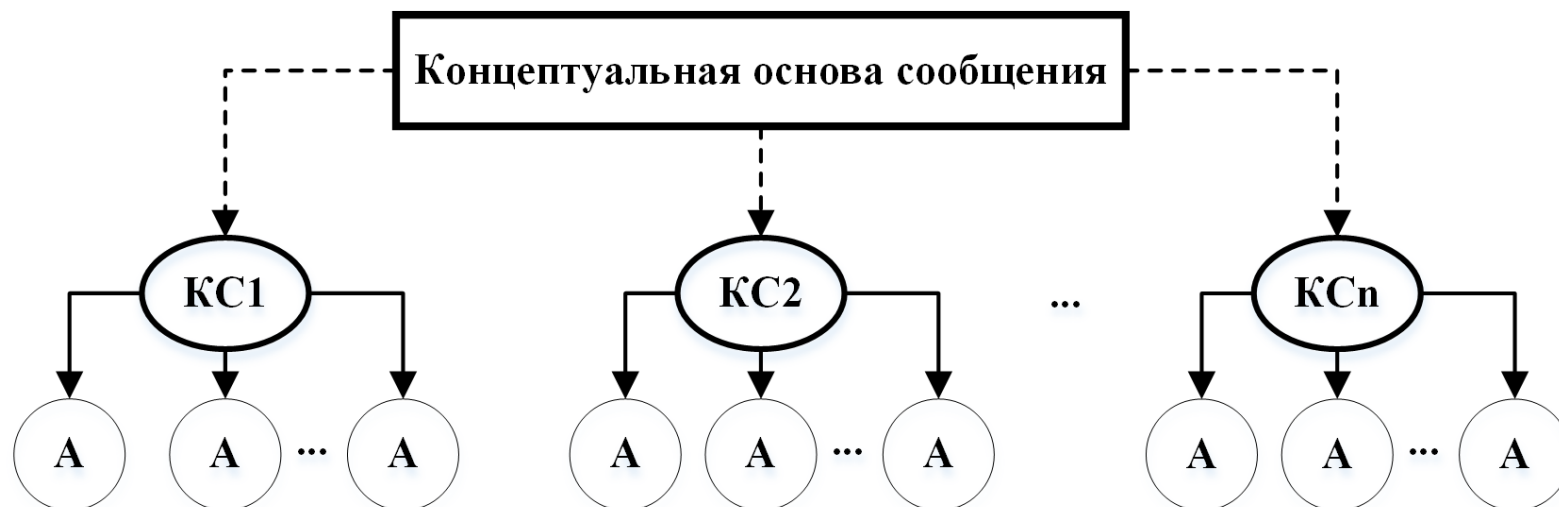 Концептуальная основа сообщения
КС1 КС2 ... КСn
А А ... А А А ... А А А ... А